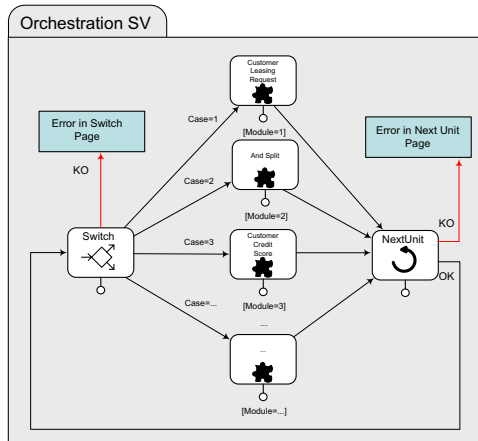 Orchestration SV
Customer
Leasing
Request
[Module=1]
Error in Switch
Page
Error in Next Unit
Page
Case=1
KO
And Split
[Module=2]
Case=2
KO
Switch
Case=3
Customer
Credit
Score
[Module=3]
NextUnit
OK
Case=...
...
...
[Module=...]